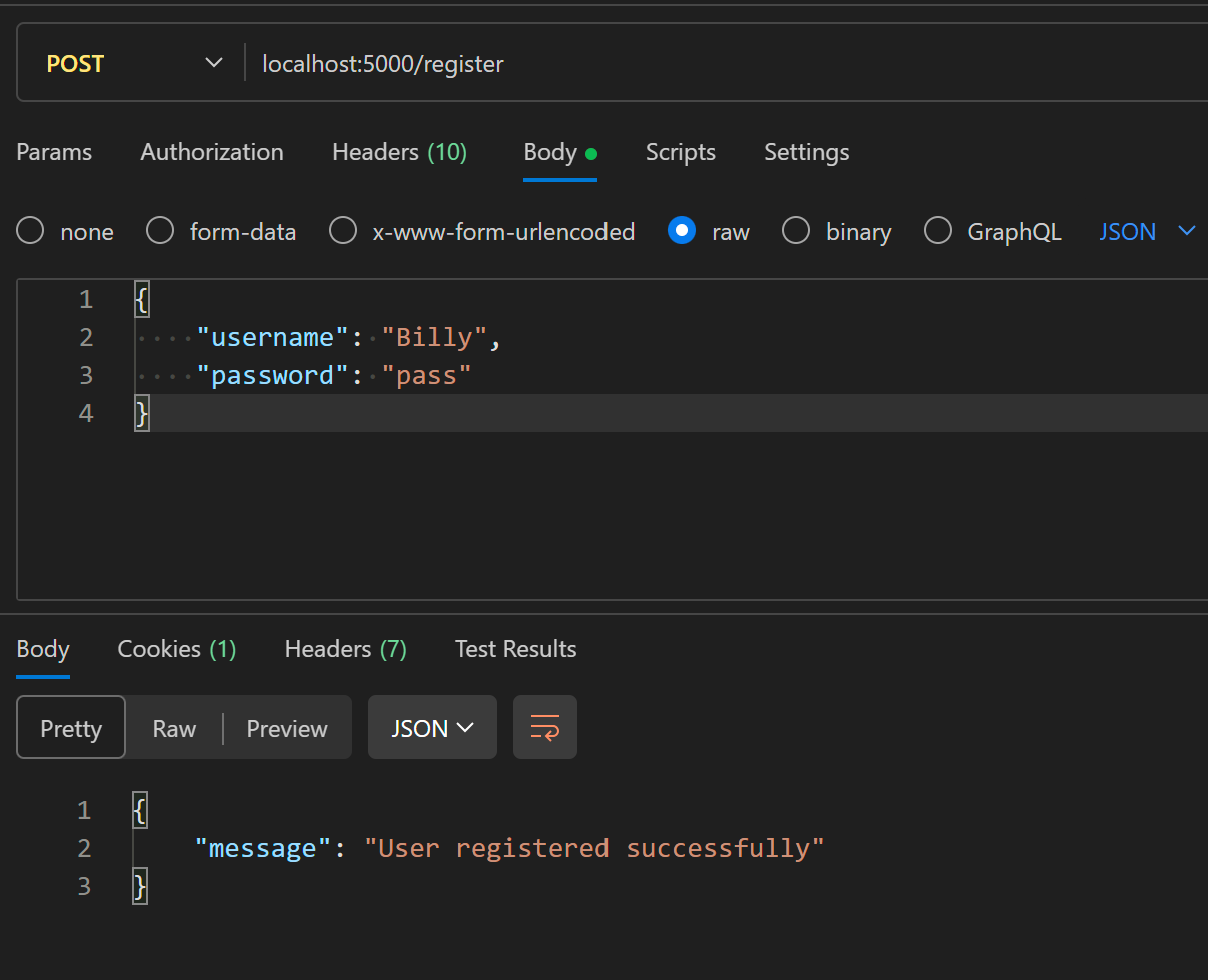 POST localhost:5000/register
Params Authorization Headers (10) Body Scripts Settings
none form-data x-www-form-urlencoded raw binary GraphQL JSON
1 {
2 "username": "Billy",
3 "password": "pass"
4 }
Body Cookies (1) Headers (7) Test Results
Pretty Raw Preview JSON
1 {
2 "message": "User registered successfully"
3 }